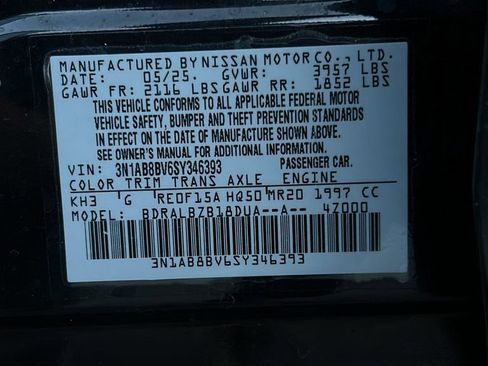 MANUFACTURED BY NISSAN MOTOR CO., LTD.
DATE: 05/25. GVWR: 3957 LBS
GAWR FR: 2116 LBS GAWR RR: 1852 LBS
THIS VEHICLE CONFORMS TO ALL APPLICABLE FEDERAL MOTOR
VEHICLE SAFETY, BUMPER AND THEFT PREVENTION STANDARDS
IN EFFECT ON THE DATE OF MANUFACTURE SHOWN ABOVE.
SEE OWNER'S MANUAL FOR ADDITIONAL INFORMATION.
VIN: 3N1AB8BV6SY346393 PASSENGER CAR.
COLOR TRIM TRANS AXLE ENGINE
KH3 G RE0F15A HQ50 MR20 1997 CC
MODEL: BDRALBZB18DUA--A-- 4Z000
3N1AB8BV6SY346393